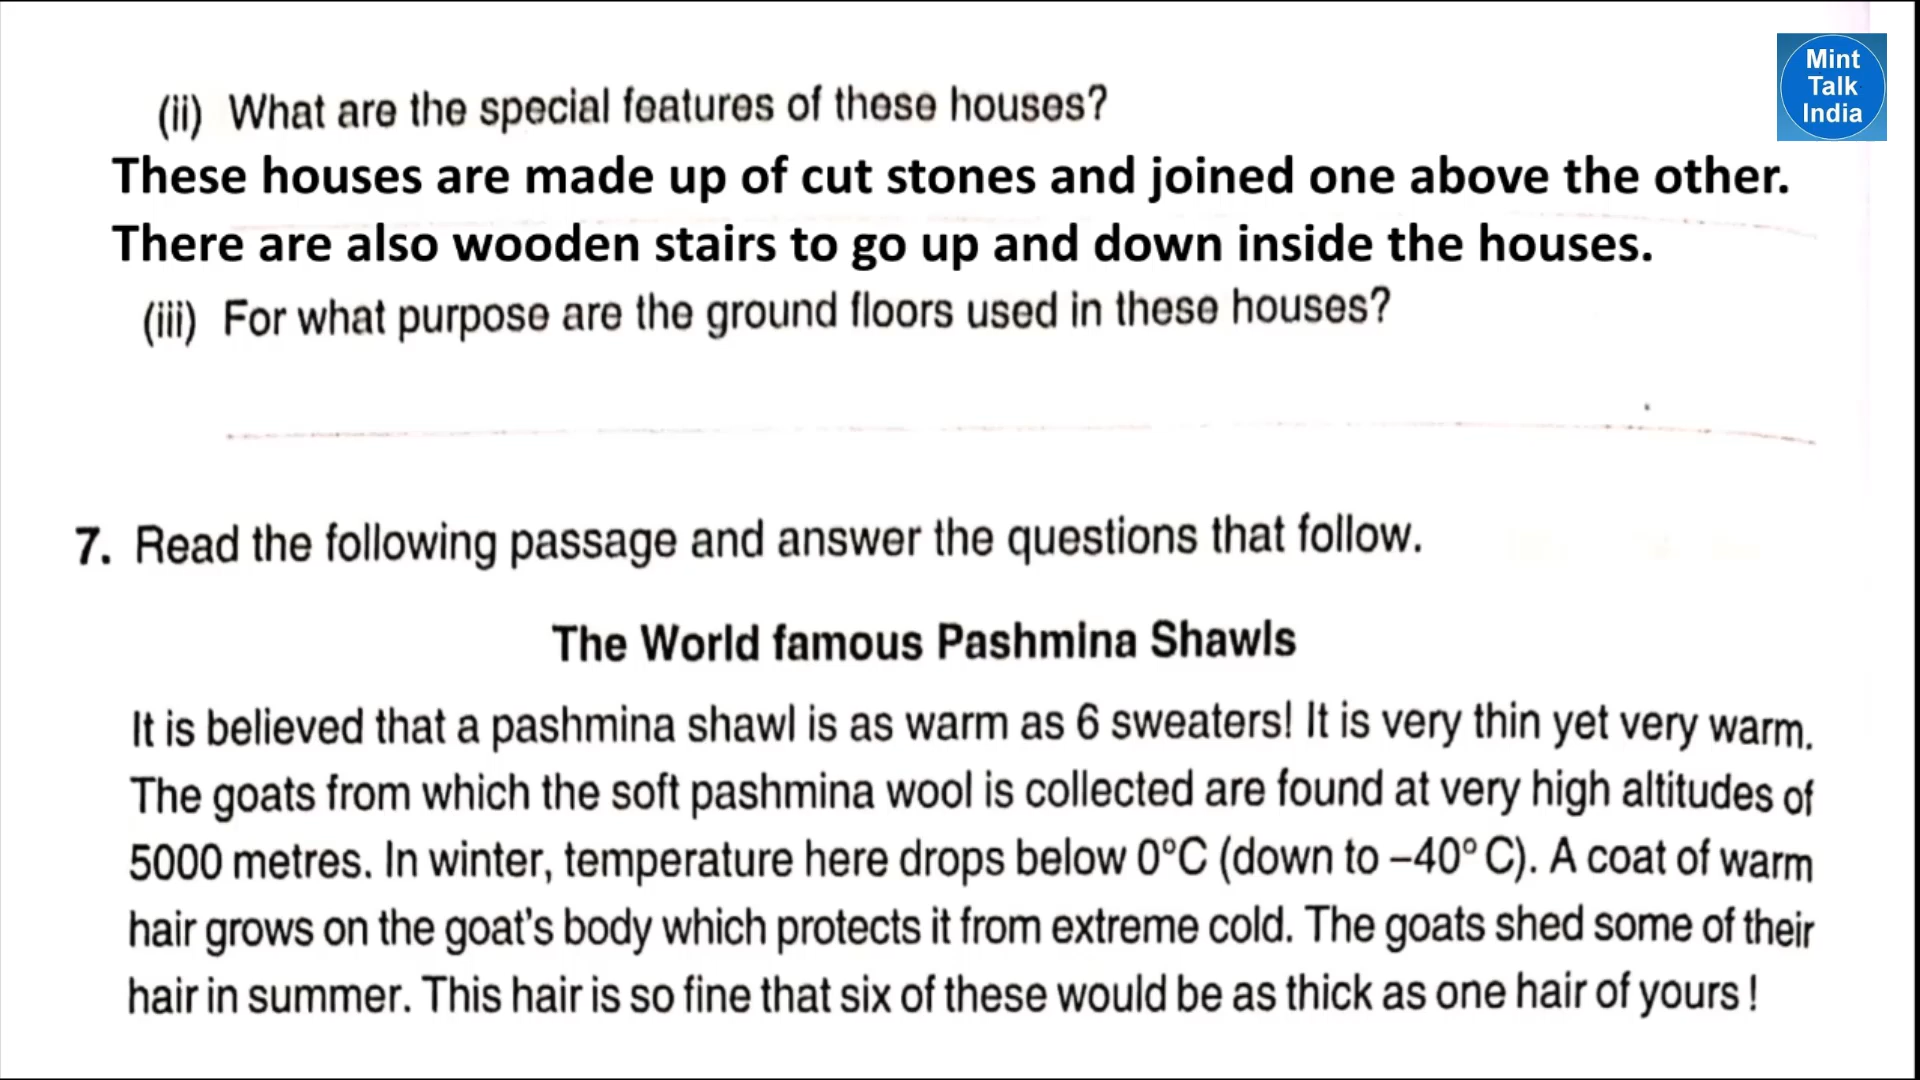 Mint
Talk
India
(ii) What are the special features of these houses?
These houses are made up of cut stones and joined one above the other.
There are also wooden stairs to go up and down inside the houses.
(iii) For what purpose are the ground floors used in these houses?
7. Read the following passage and answer the questions that follow.
The World famous Pashmina Shawls
It is believed that a pashmina shawl is as warm as 6 sweaters! It is very thin yet very warm.
The goats from which the soft pashmina wool is collected are found at very high altitudes of
5000 metres. In winter, temperature here drops below 0°C (down to –40° C). A coat of warm
hair grows on the goat's body which protects it from extreme cold. The goats shed some of their
hair in summer. This hair is so fine that six of these would be as thick as one hair of yours !